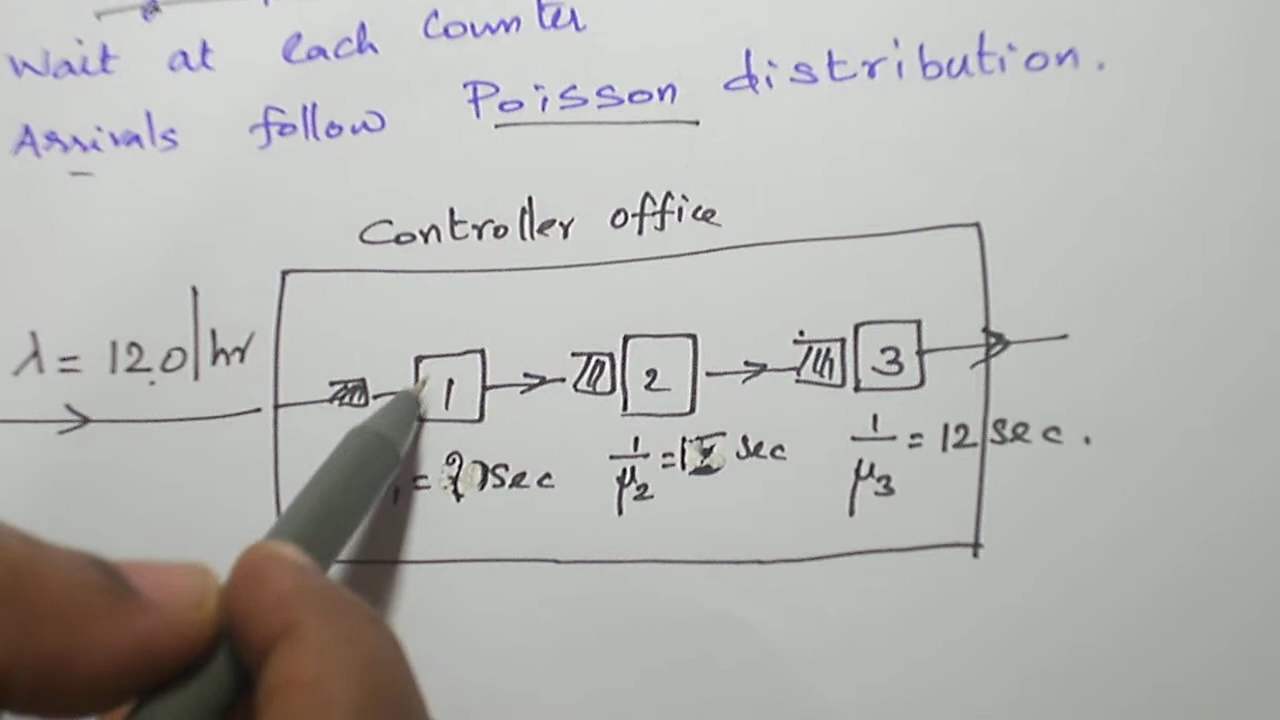 Wait at each counter
Arrivals follow Poisson distribution.
Controller office
λ = 120/hr
1 2 3
= sec 1/μ2 = sec 1/μ3 = 12 sec.